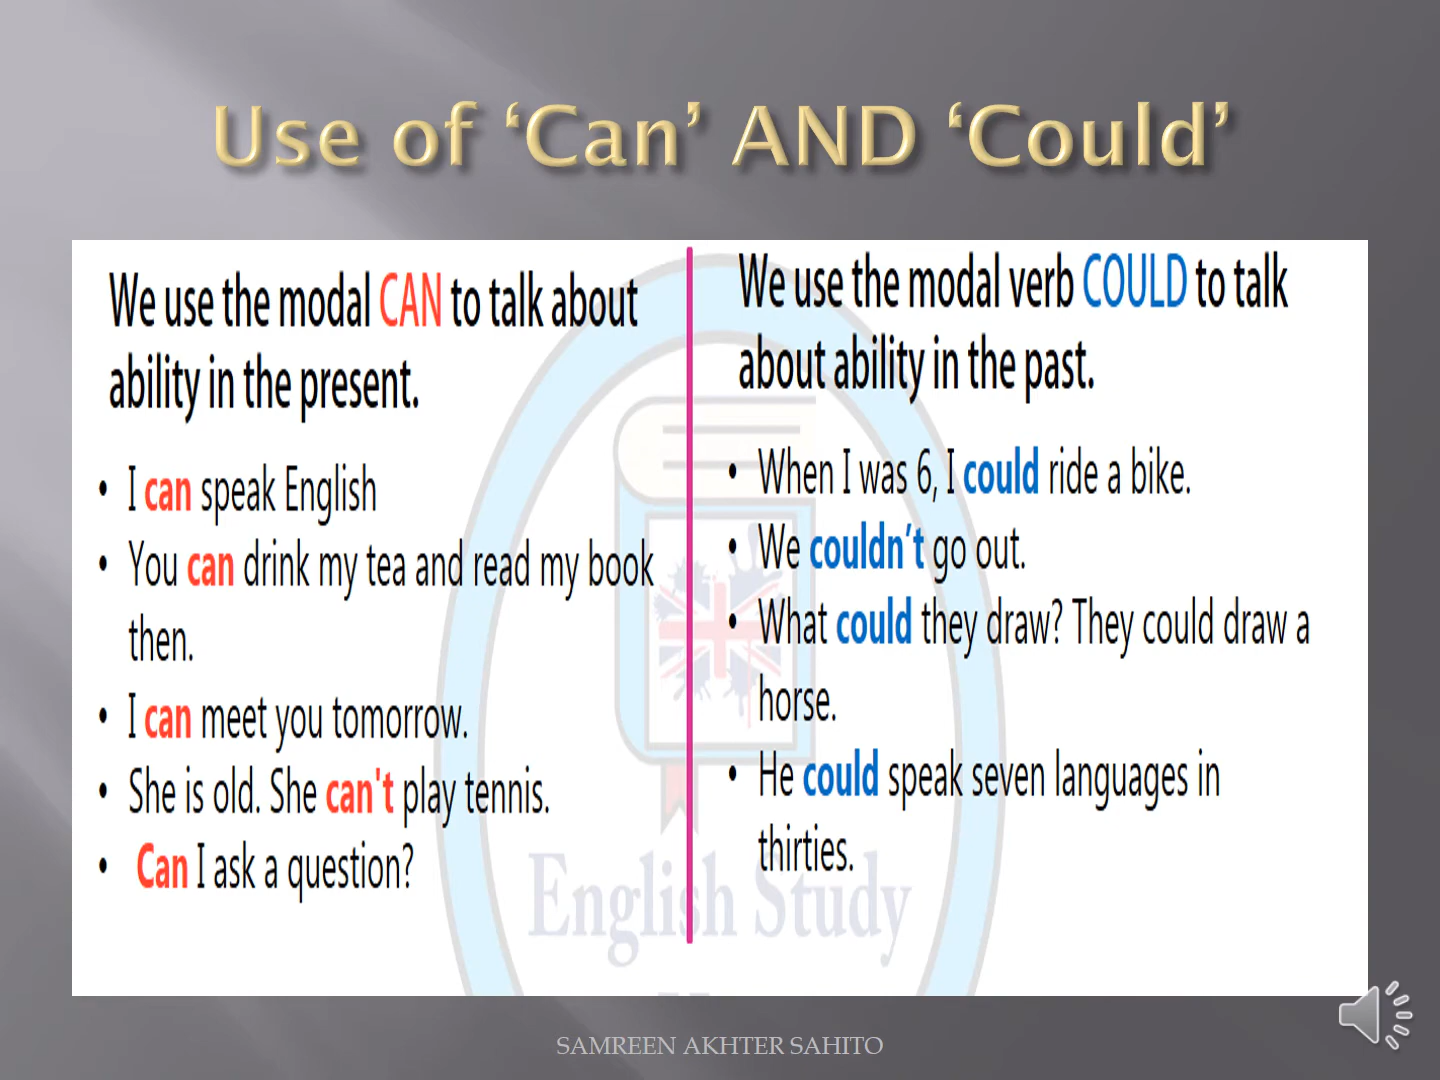 Use of ‘Can’ AND ‘Could’
We use the modal CAN to talk about
ability in the present.
• I can speak English
• You can drink my tea and read my book
then.
• I can meet you tomorrow.
• She is old. She can't play tennis.
• Can I ask a question?
We use the modal verb COULD to talk
about ability in the past.
• When I was 6, I could ride a bike.
• We couldn’t go out.
• What could they draw? They could draw a
horse.
• He could speak seven languages in
thirties.
English Study
SAMREEN AKHTER SAHITO